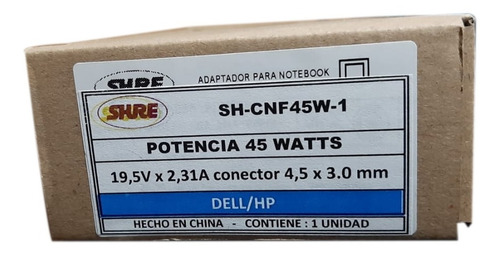 SHRE ADAPTADOR PARA NOTEBOOK
SHRE SH-CNF45W-1
POTENCIA 45 WATTS
19,5V x 2,31A conector 4,5 x 3.0 mm
DELL/HP
HECHO EN CHINA - CONTIENE : 1 UNIDAD